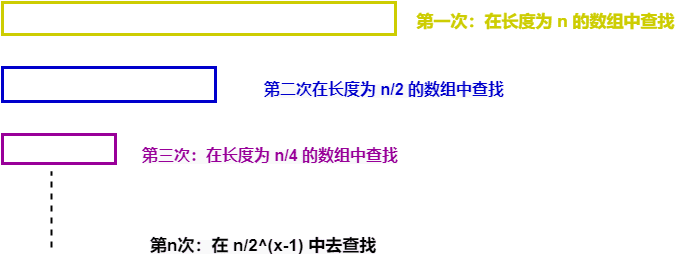 第一次：在长度为 n 的数组中查找
第二次在长度为 n/2 的数组中查找
第三次：在长度为 n/4 的数组中查找
第n次：在 n/2^(x-1) 中去查找